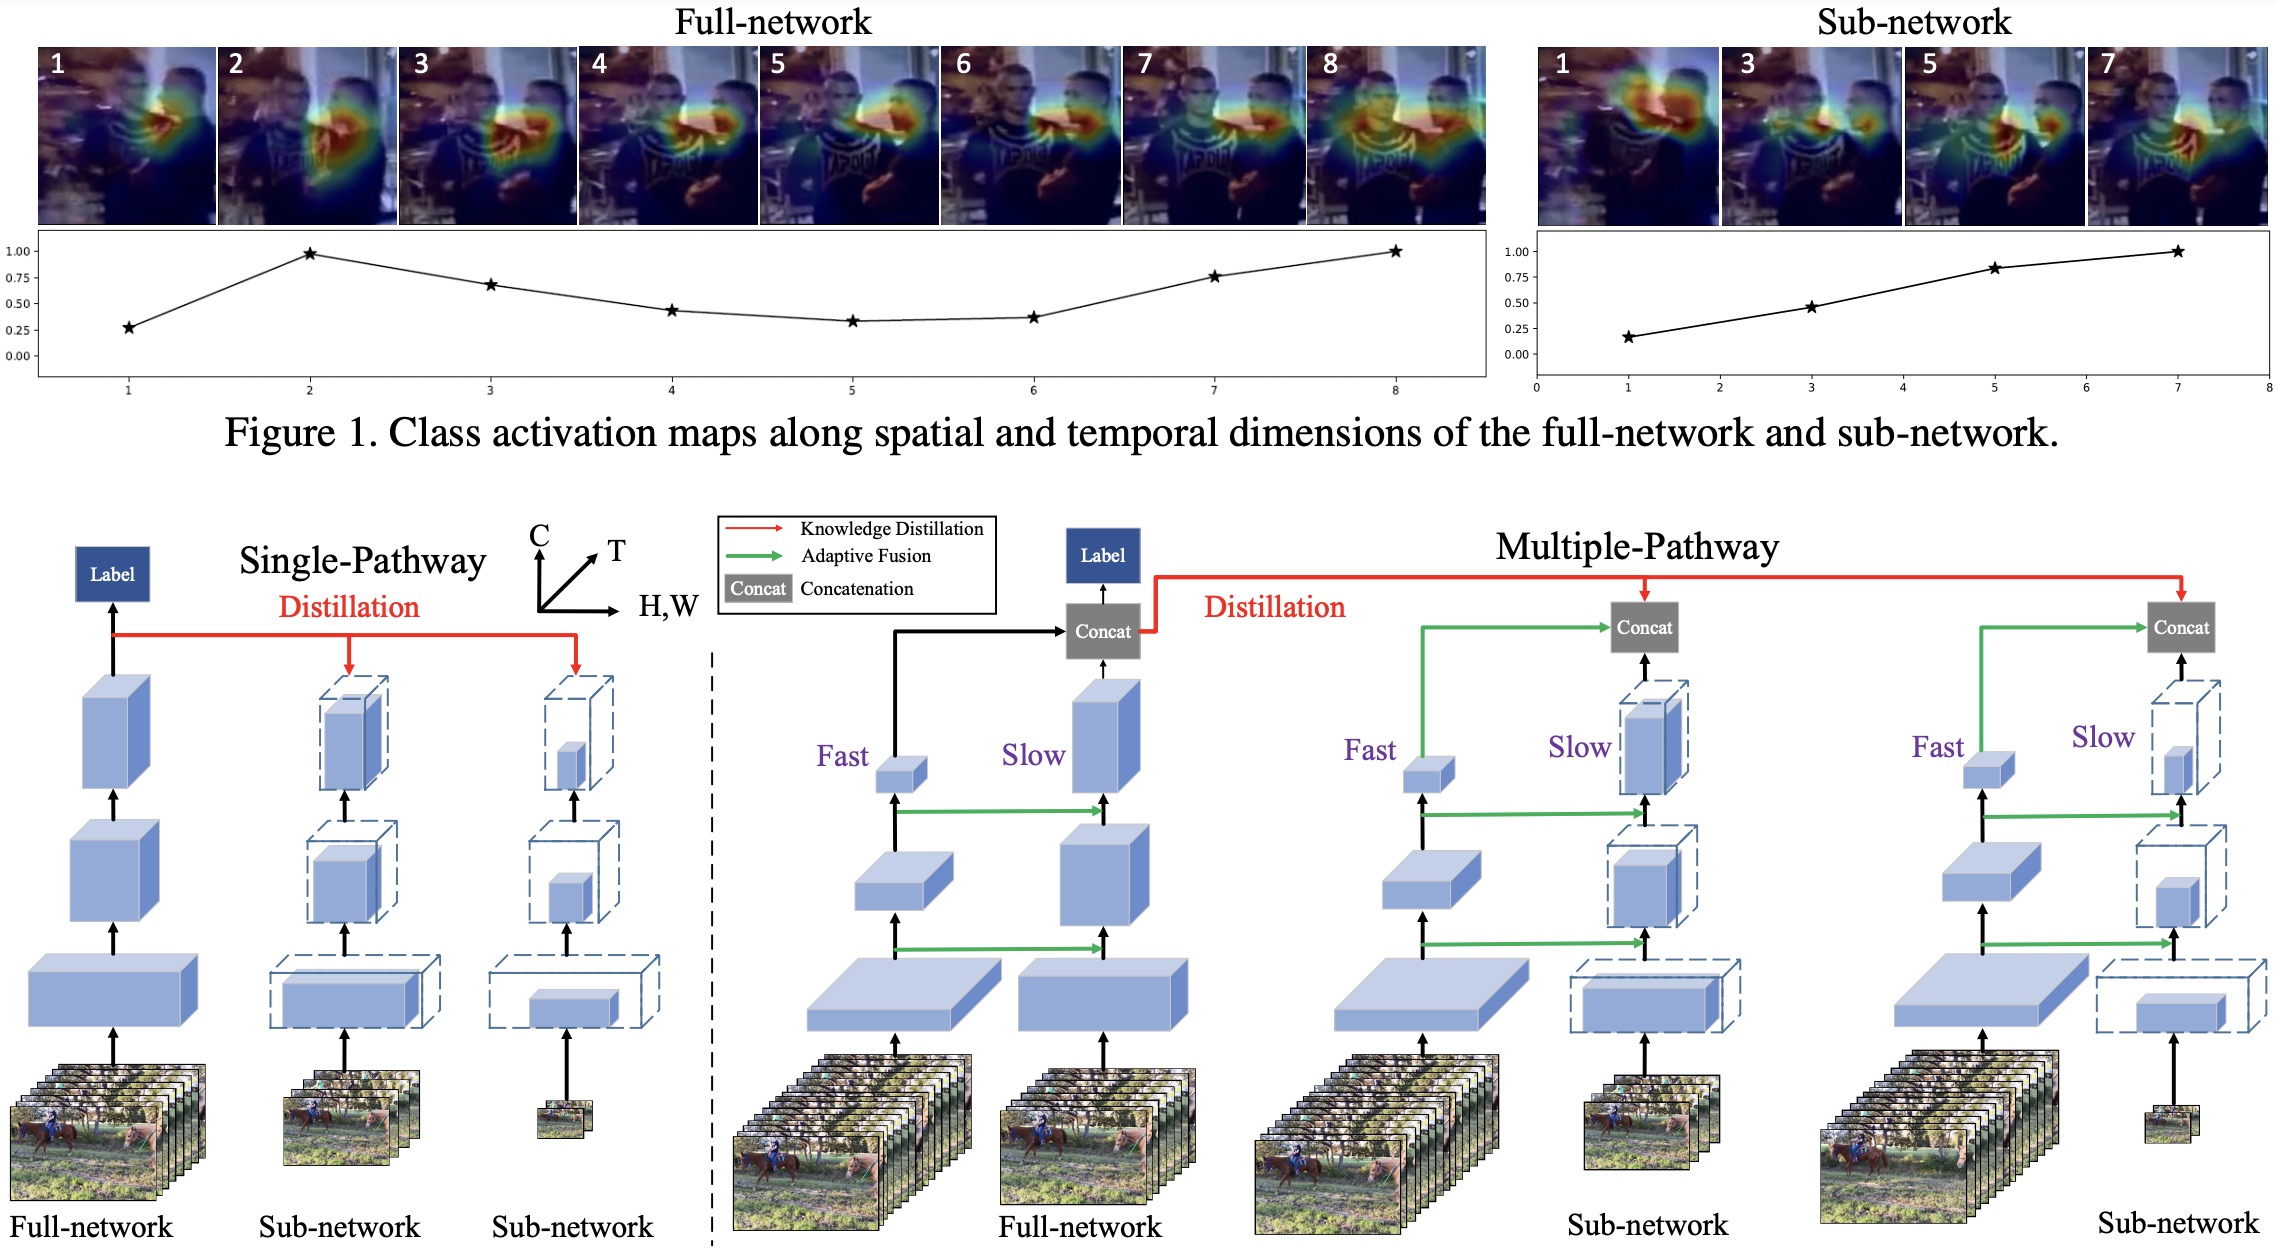 Full-network
1 2 3 4 5 6 7 8
1.00
0.75
0.50
0.25
0.00
1 2 3 4 5 6 7 8
Sub-network
1 3 5 7
1.00
0.75
0.50
0.25
0.00
0 1 2 3 4 5 6 7 8
Figure 1. Class activation maps along spatial and temporal dimensions of the full-network and sub-network.
Label
Single-Pathway
Distillation
C
T
H,W
Full-network
Sub-network
Sub-network
Knowledge Distillation
Adaptive Fusion
Concat Concatenation
Label
Multiple-Pathway
Concat
Distillation
Concat
Concat
Fast
Slow
Fast
Slow
Fast
Slow
Full-network
Sub-network
Sub-network